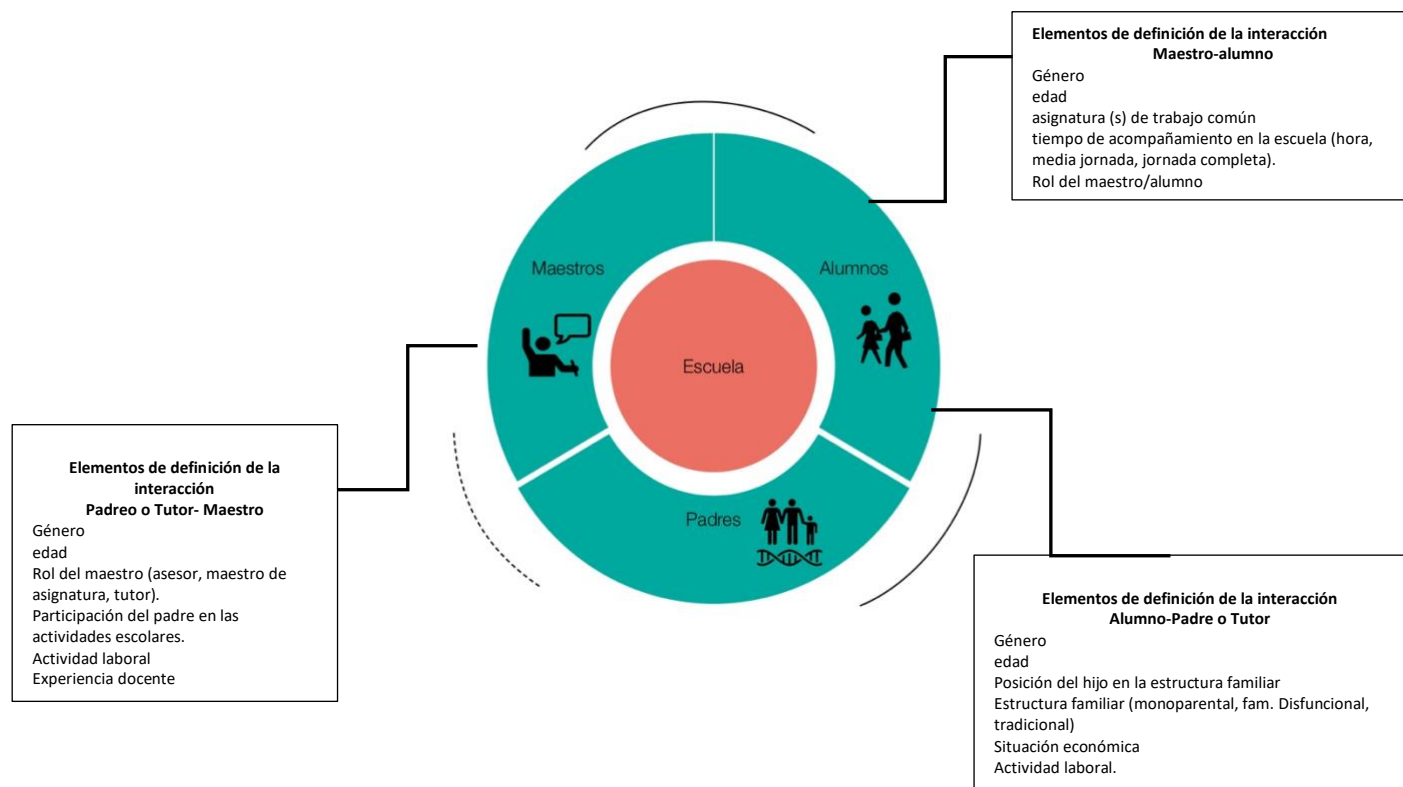 Elementos de definición de la interacción
Maestro-alumno
Género
edad
asignatura (s) de trabajo común
tiempo de acompañamiento en la escuela (hora,
media jornada, jornada completa).
Rol del maestro/alumno
Maestros
Alumnos
Escuela
Padres
Elementos de definición de la
interacción
Padreo o Tutor- Maestro
Género
edad
Rol del maestro (asesor, maestro de
asignatura, tutor).
Participación del padre en las
actividades escolares.
Actividad laboral
Experiencia docente
Elementos de definición de la interacción
Alumno-Padre o Tutor
Género
edad
Posición del hijo en la estructura familiar
Estructura familiar (monoparental, fam. Disfuncional,
tradicional)
Situación económica
Actividad laboral.